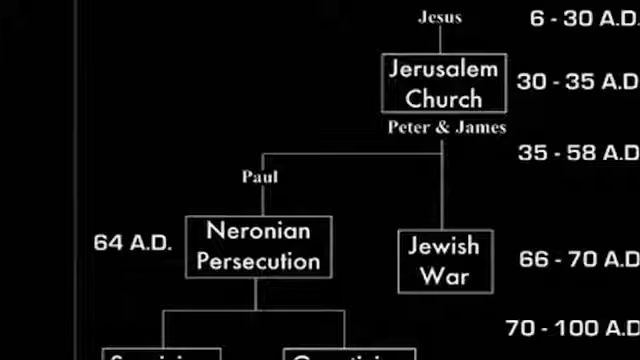 Jesus
6 - 30 A.D.
Jerusalem
Church
30 - 35 A.D
Peter & James
35 - 58 A.D.
Paul
64 A.D.
Neronian
Persecution
Jewish
War
66 - 70 A.D
70 - 100 A.D